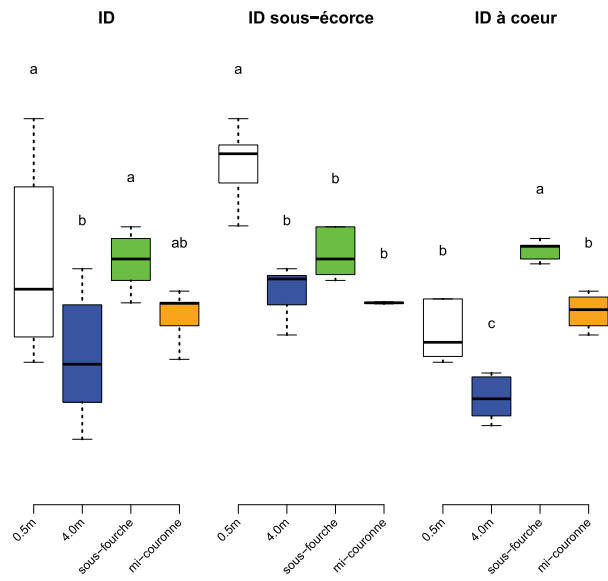 ID
ID sous-écorce
ID à coeur
a
b
a
ab
a
b
b
b
b
c
a
b
0.5m
4.0m
sous-fourche
mi-couronne
0.5m
4.0m
sous-fourche
mi-couronne
0.5m
4.0m
sous-fourche
mi-couronne